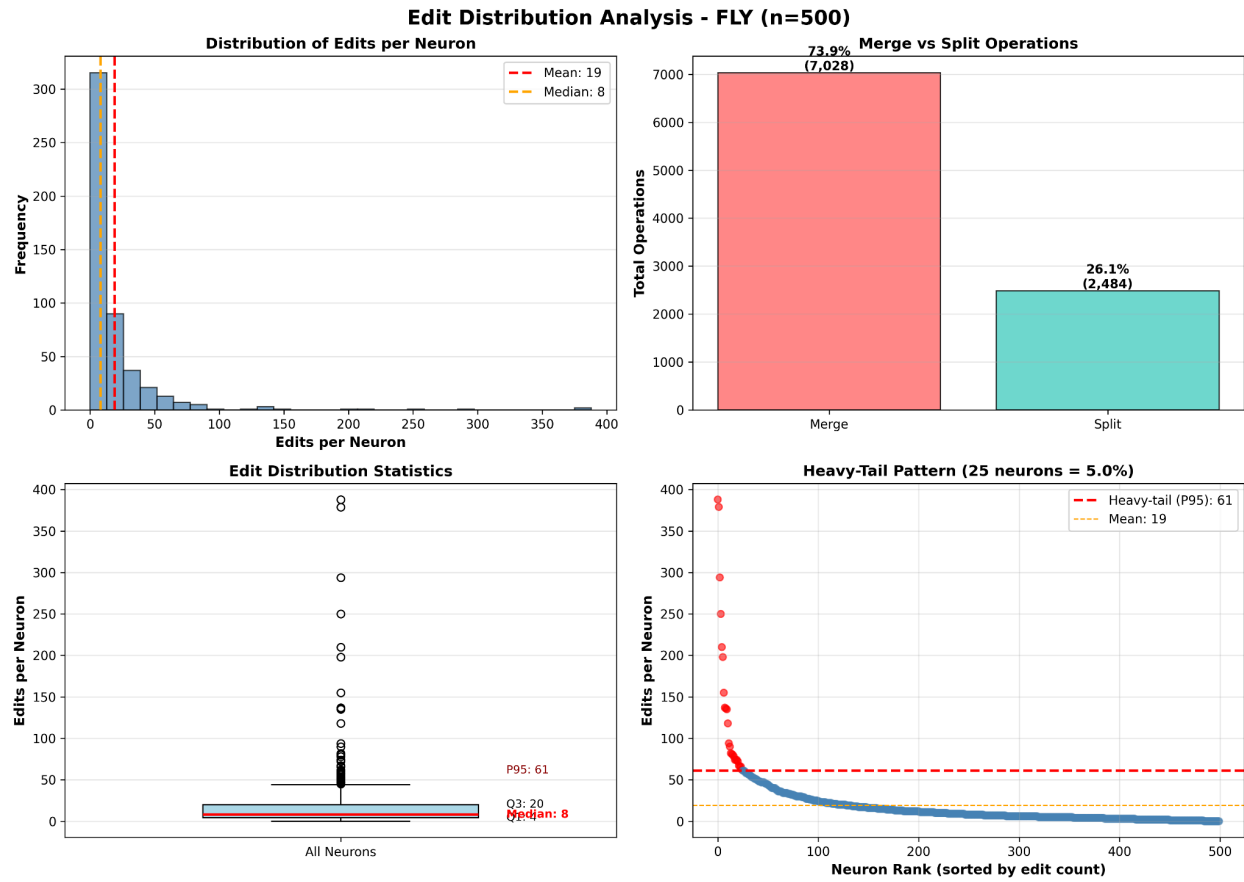 Edit Distribution Analysis - FLY (n=500)
Distribution of Edits per Neuron
Frequency
300
250
200
150
100
50
0
0 50 100 150 200 250 300 350 400
Edits per Neuron
Mean: 19
Median: 8
Merge vs Split Operations
Total Operations
7000
6000
5000
4000
3000
2000
1000
0
73.9%
(7,028)
26.1%
(2,484)
Merge Split
Edit Distribution Statistics
Edits per Neuron
400
350
300
250
200
150
100
50
0
P95: 61
Q3: 20
Median: 8
Q1: 4
All Neurons
Heavy-Tail Pattern (25 neurons = 5.0%)
Edits per Neuron
400
350
300
250
200
150
100
50
0
Heavy-tail (P95): 61
Mean: 19
0 100 200 300 400 500
Neuron Rank (sorted by edit count)